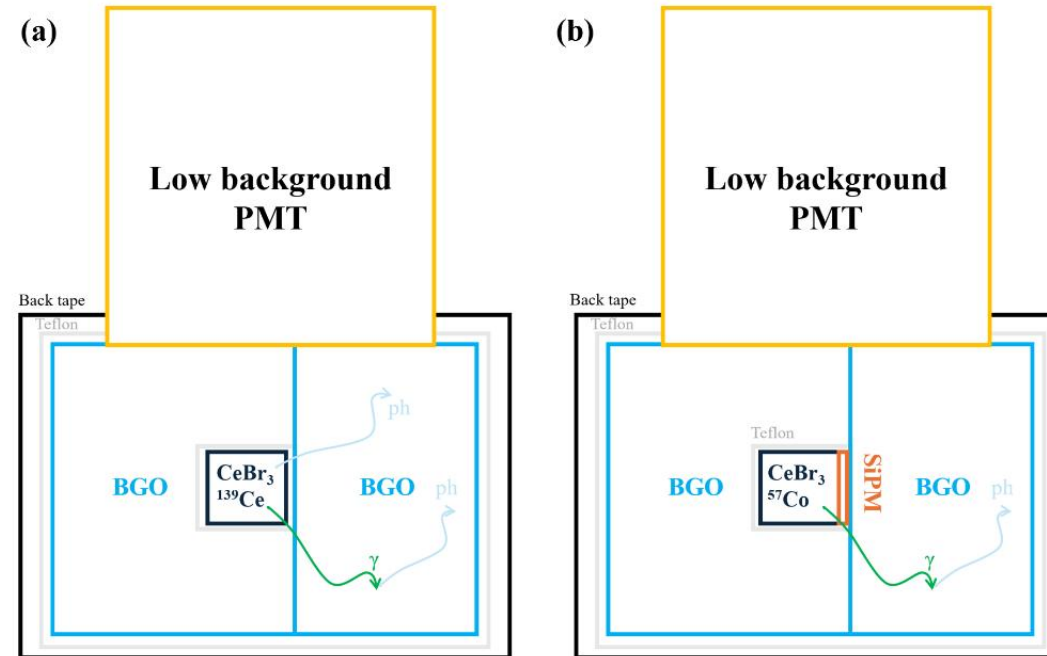 (a)
Low background
PMT
Back tape
Teflon
ph
CeBr₃
¹³⁹Ce
BGO
BGO
ph
γ
(b)
Low background
PMT
Back tape
Teflon
Teflon
CeBr₃
⁵⁷Co
SiPM
BGO
BGO
ph
γ